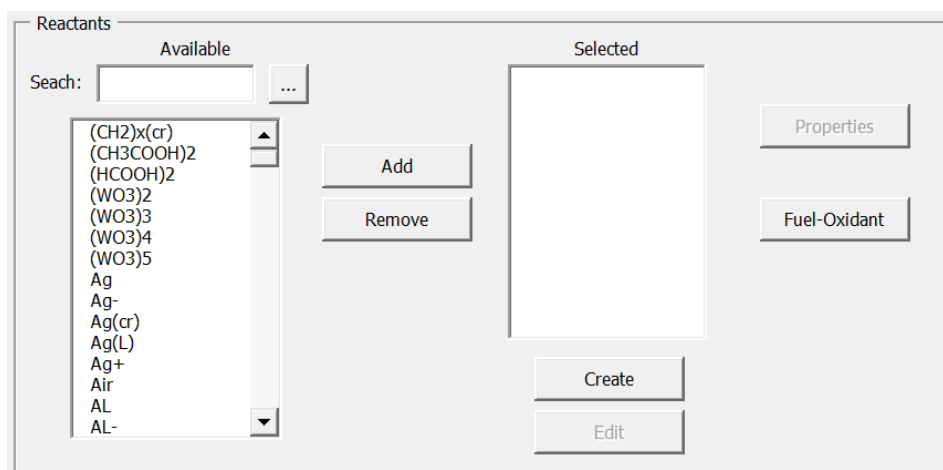 Reactants
Available
Selected
Seach:
...
(CH2)x(cr)
(CH3COOH)2
(HCOOH)2
(WO3)2
(WO3)3
(WO3)4
(WO3)5
Ag
Ag-
Ag(cr)
Ag(L)
Ag+
Air
AL
AL-
Add
Remove
Properties
Fuel-Oxidant
Create
Edit